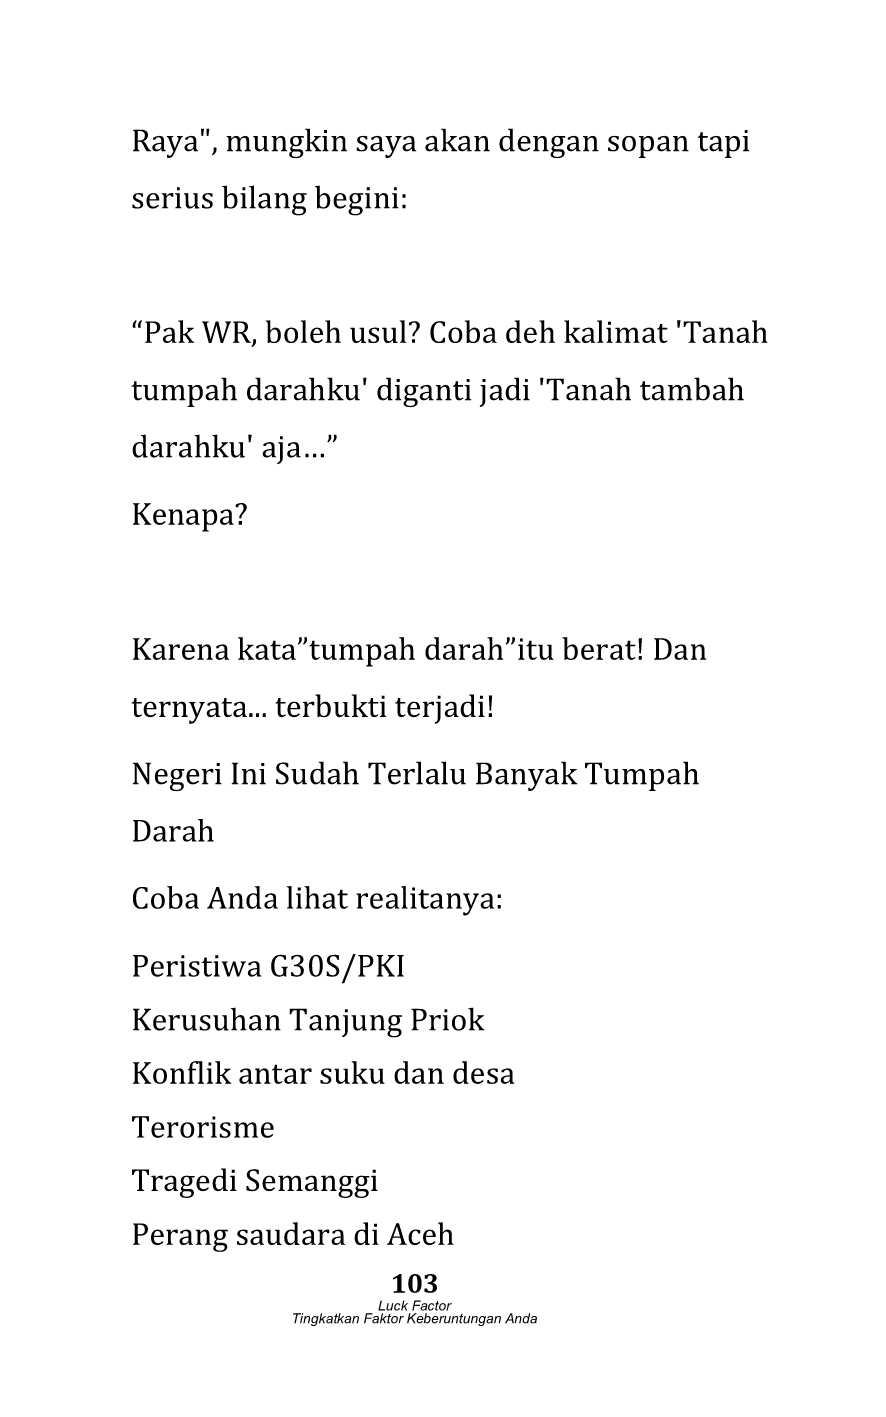 Raya", mungkin saya akan dengan sopan tapi
serius bilang begini:
“Pak WR, boleh usul? Coba deh kalimat 'Tanah
tumpah darahku' diganti jadi 'Tanah tambah
darahku' aja…”
Kenapa?
Karena kata”tumpah darah”itu berat! Dan
ternyata... terbukti terjadi!
Negeri Ini Sudah Terlalu Banyak Tumpah
Darah
Coba Anda lihat realitanya:
Peristiwa G30S/PKI
Kerusuhan Tanjung Priok
Konflik antar suku dan desa
Terorisme
Tragedi Semanggi
Perang saudara di Aceh
103
Luck Factor
Tingkatkan Faktor Keberuntungan Anda